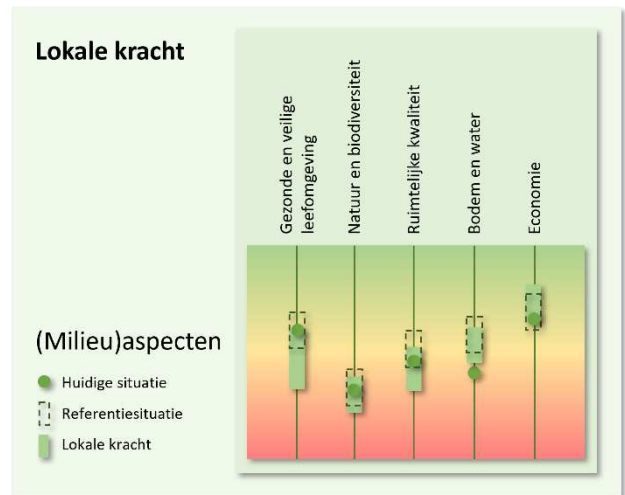 Lokale kracht
Gezonde en veilige
leefomgeving
Natuur en biodiversiteit
Ruimtelijke kwaliteit
Bodem en water
Economie
(Milieu)aspecten
Huidige situatie
Referentiesituatie
Lokale kracht